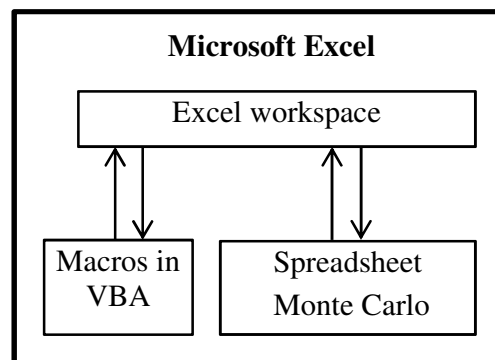 Microsoft Excel
Excel workspace
Macros in
VBA
Spreadsheet
Monte Carlo